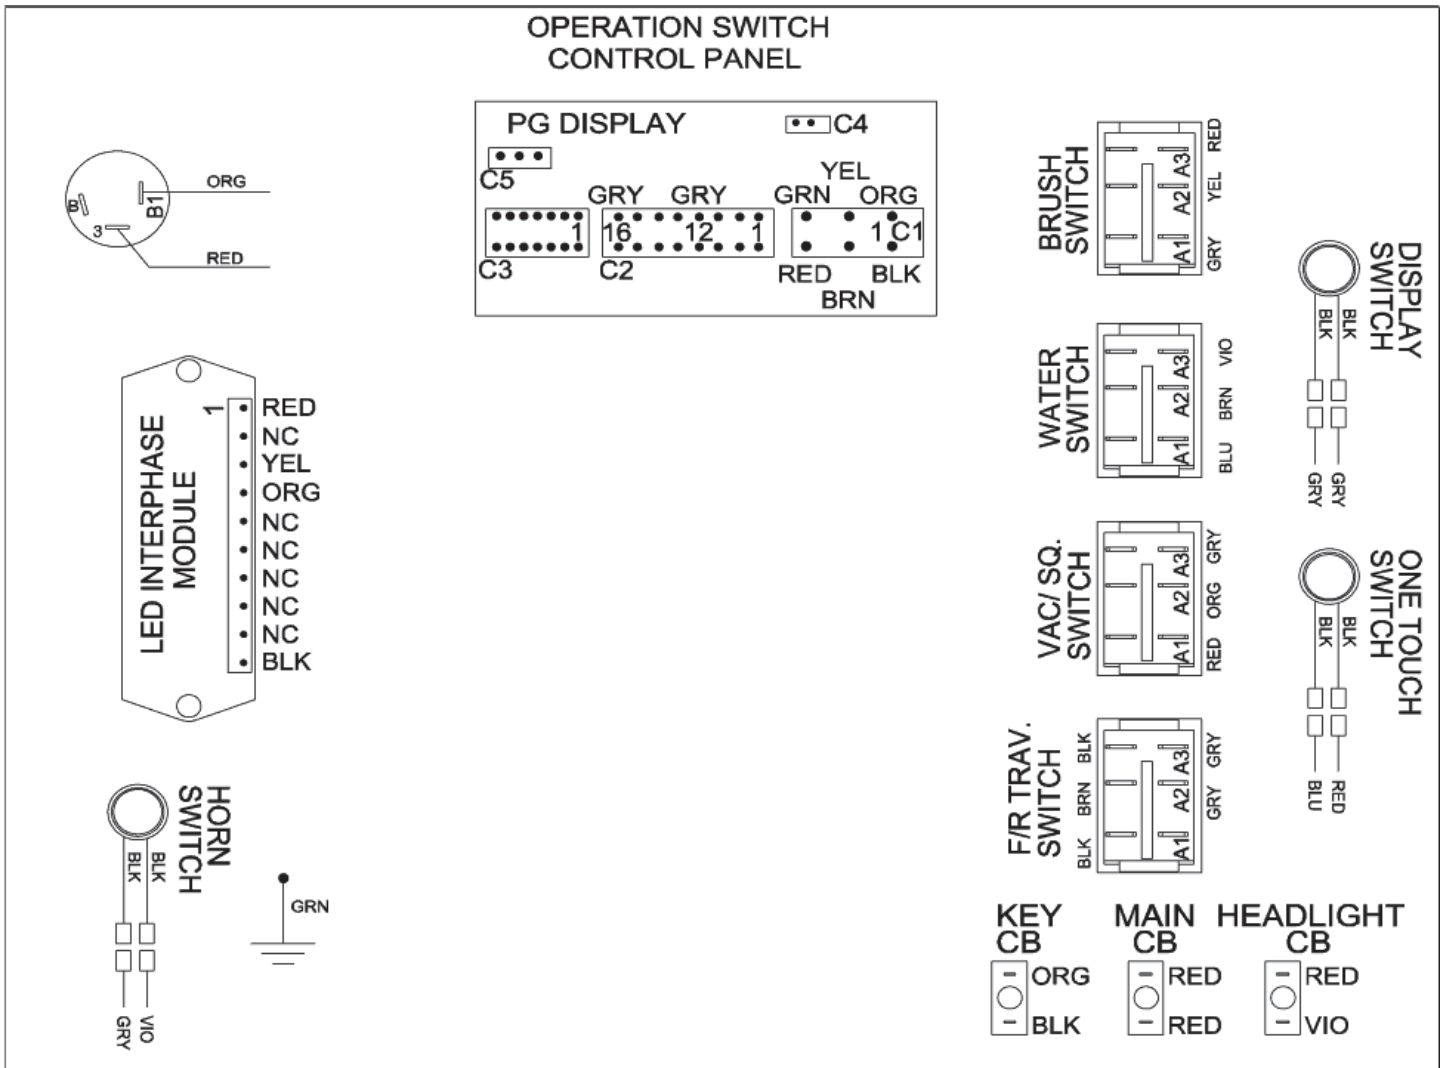 OPERATION SWITCH
CONTROL PANEL
PG DISPLAY
C4
C5
YEL
GRY GRY GRN ORG
1 16 12 1 1 C1
C3 C2 RED BLK
BRN
ORG
B B1
3
RED
LED INTERPHASE
MODULE
1
RED
NC
YEL
ORG
NC
NC
NC
NC
NC
BLK
HORN
SWITCH
BLK BLK
GRY VIO
GRN
BRUSH
SWITCH
A3 RED
A2 YEL
A1 GRY
WATER
SWITCH
A3 VIO
A2 BRN
A1 BLU
VAC/ SQ.
SWITCH
A3 GRY
A2 ORG
A1 RED
F/R TRAV.
SWITCH
BLK A3 GRY
BRN A2 GRY
BLK A1
DISPLAY
SWITCH
BLK BLK
GRY GRY
ONE TOUCH
SWITCH
BLK BLK
BLU RED
KEY
CB
ORG
BLK
MAIN
CB
RED
RED
HEADLIGHT
CB
RED
VIO